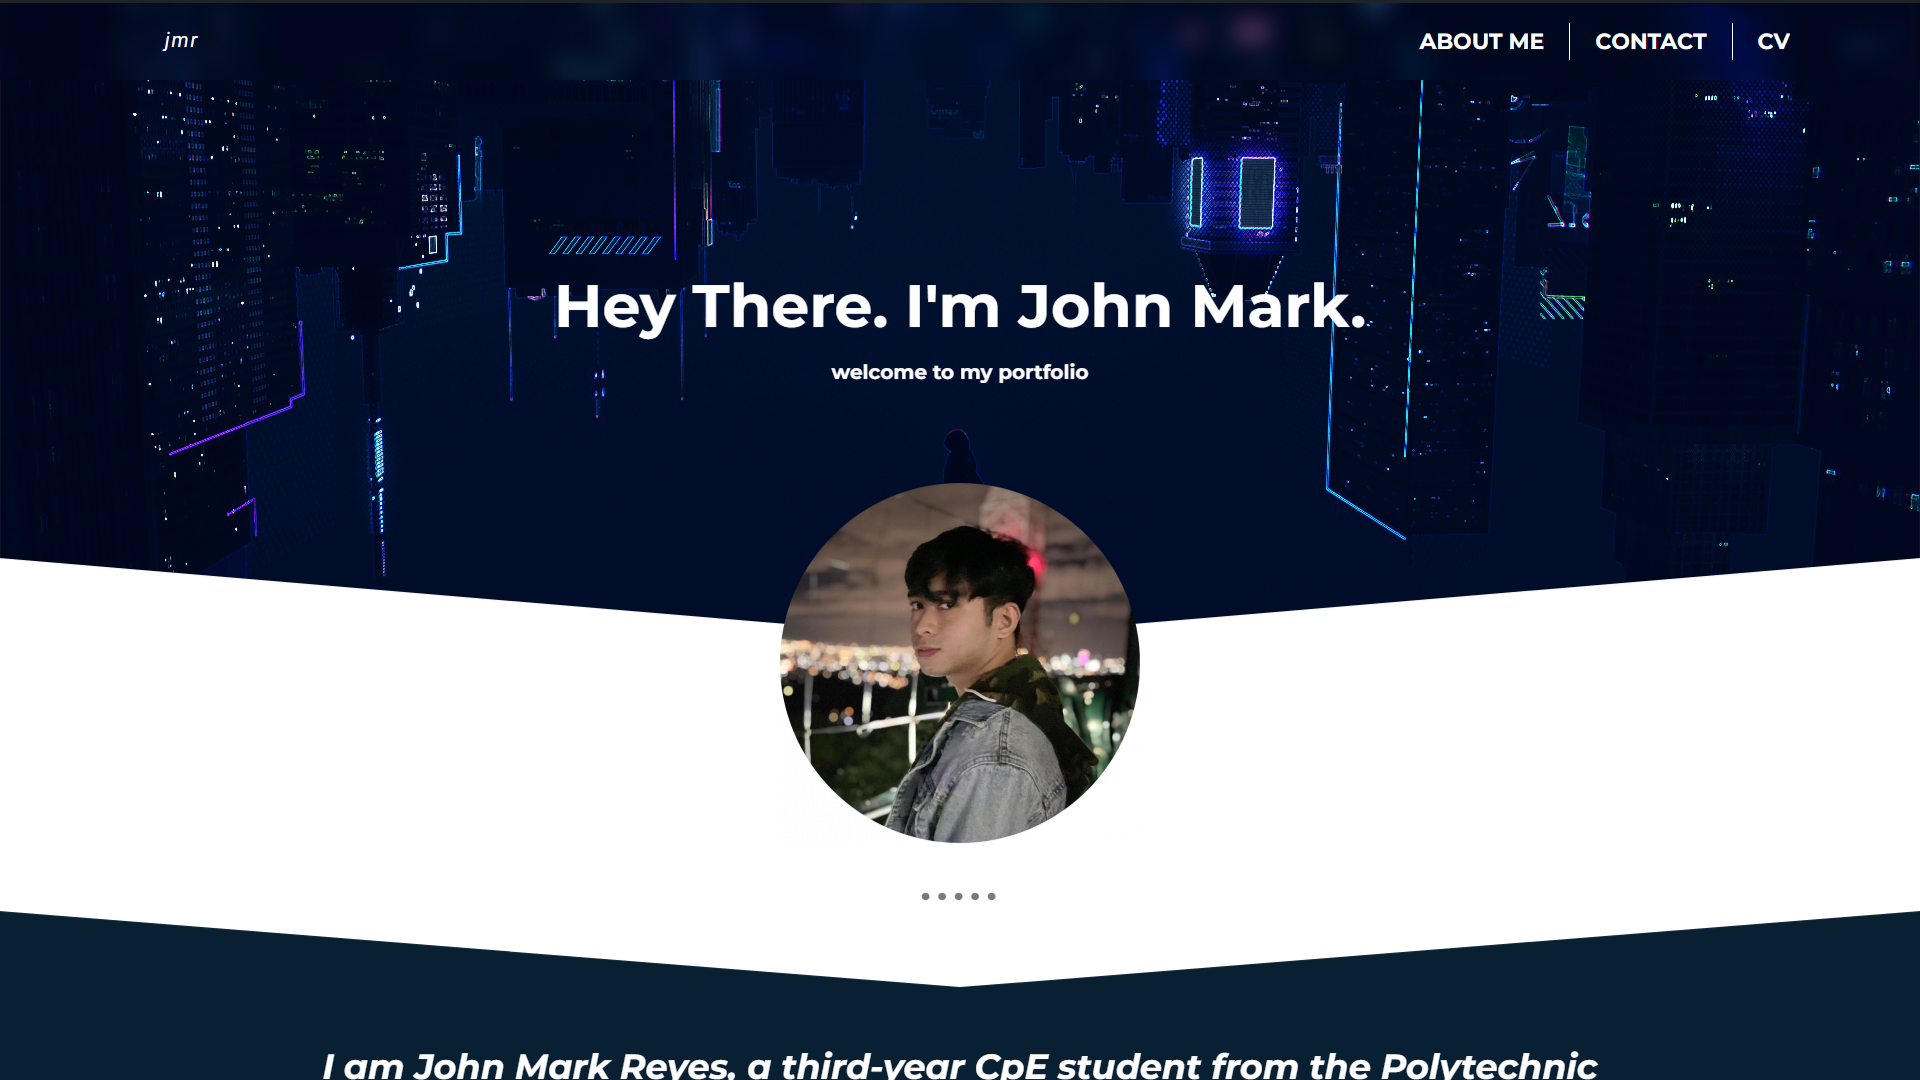 jmr
ABOUT ME
CONTACT
CV
Hey There. I'm John Mark.
welcome to my portfolio
I am John Mark Reyes, a third-year CpE student from the Polytechnic